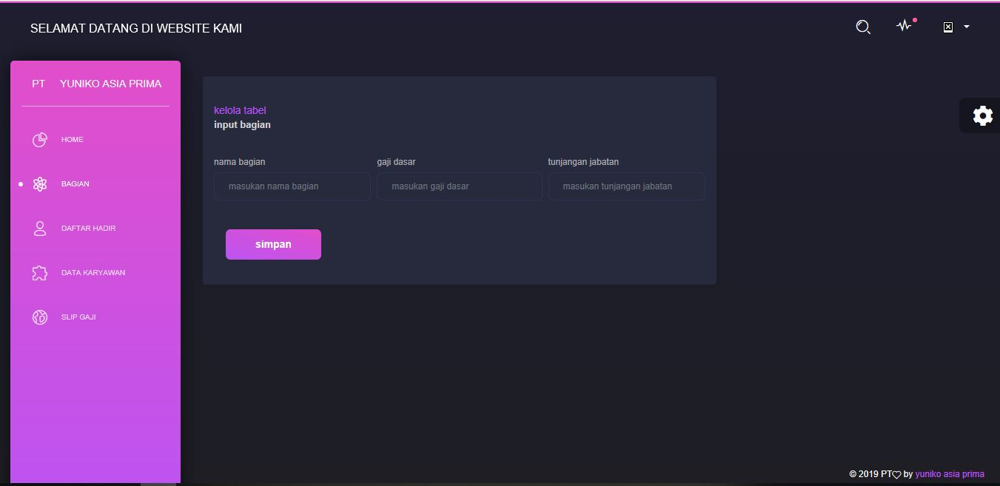 SELAMAT DATANG DI WEBSITE KAMI
PT YUNIKO ASIA PRIMA
HOME
BAGIAN
DAFTAR HADIR
DATA KARYAWAN
SLIP GAJI
kelola tabel
input bagian
nama bagian gaji dasar tunjangan jabatan
masukan nama bagian masukan gaji dasar masukan tunjangan jabatan
simpan
© 2019 PT♡ by yuniko asia prima